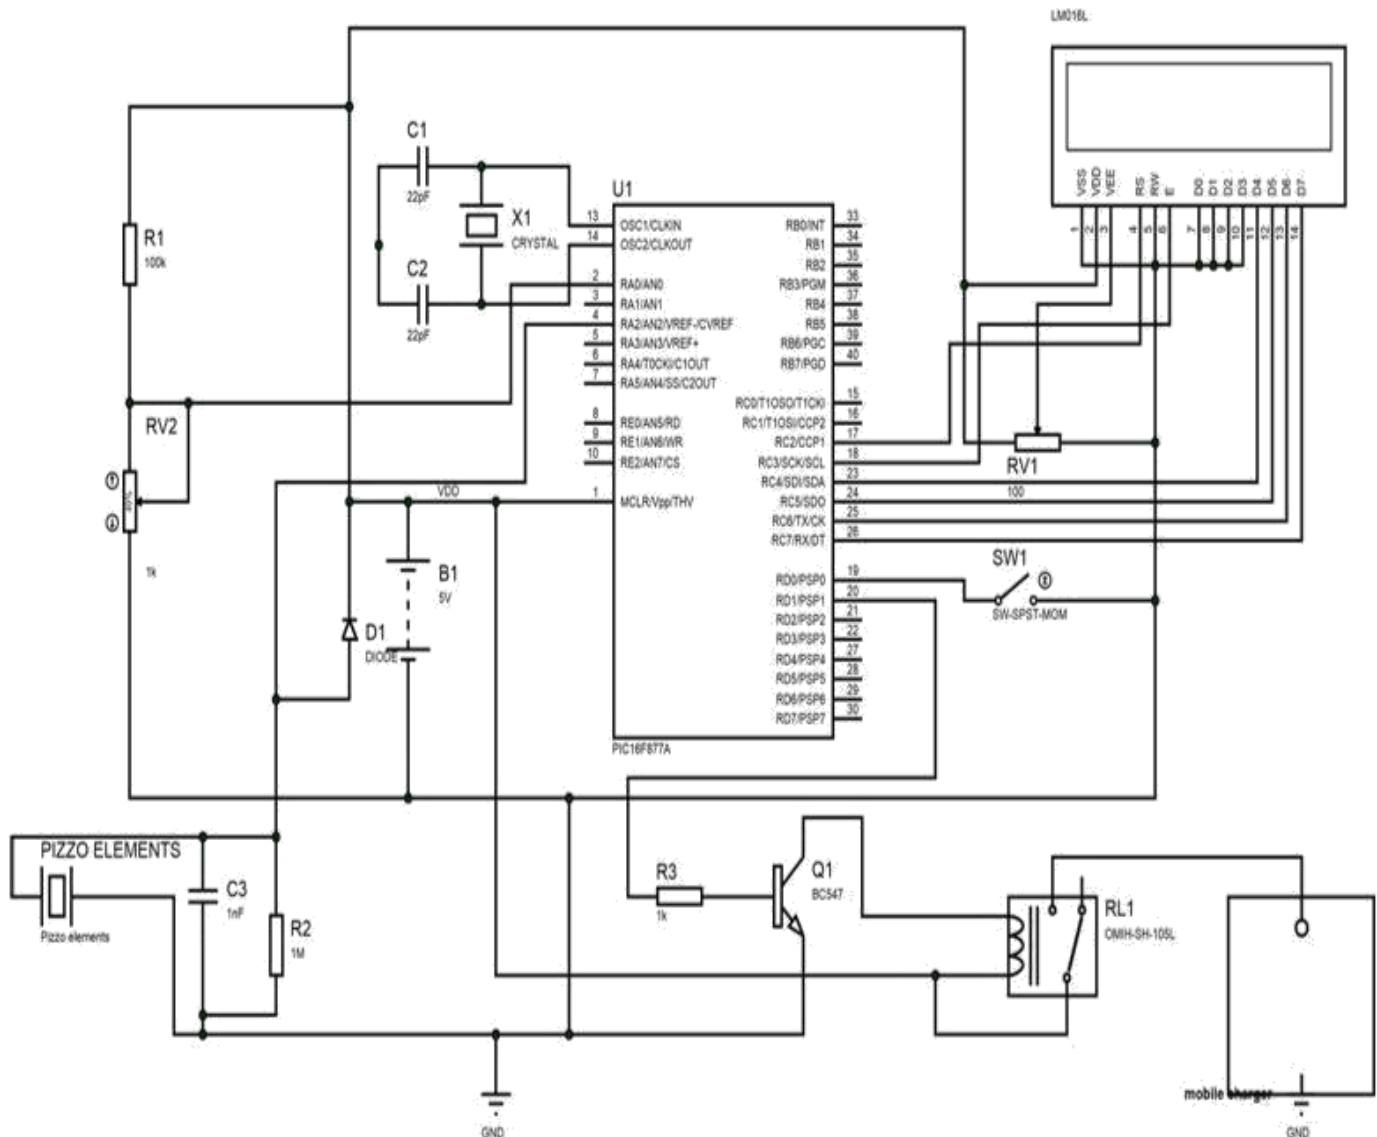 LM016L
VSS VDD VEE RS RW E D0 D1 D2 D3 D4 D5 D6 D7
1 2 3 4 5 6 7 8 9 10 11 12 13 14
C1
22pF
X1
CRYSTAL
C2
22pF
R1
100k
RV2
1k
U1
13 OSC1/CLKIN RB0/INT 33
14 OSC2/CLKOUT RB1 34
RB2 35
2 RA0/AN0 RB3/PGM 36
3 RA1/AN1 RB4 37
4 RA2/AN2/VREF-/CVREF RB5 38
5 RA3/AN3/VREF+ RB6/PGC 39
6 RA4/T0CKI/C1OUT RB7/PGD 40
7 RA5/AN4/SS/C2OUT
RC0/T1OSO/T1CKI 15
8 RE0/AN5/RD RC1/T1OSI/CCP2 16
9 RE1/AN6/WR RC2/CCP1 17
10 RE2/AN7/CS RC3/SCK/SCL 18
RC4/SDI/SDA 23
1 MCLR/Vpp/THV RC5/SDO 24
RC6/TX/CK 25
RC7/RX/DT 26
RD0/PSP0 19
RD1/PSP1 20
RD2/PSP2 21
RD3/PSP3 22
RD4/PSP4 27
RD5/PSP5 28
RD6/PSP6 29
RD7/PSP7 30
PIC16F877A
VDD
RV1
100
SW1
SW-SPST-MOM
B1
5V
D1
DIODE
PIZZO ELEMENTS
Pizzo elements
C3
1nF
R2
1M
R3
1k
Q1
BC547
RL1
OMIH-SH-105L
mobile charger
GND
GND